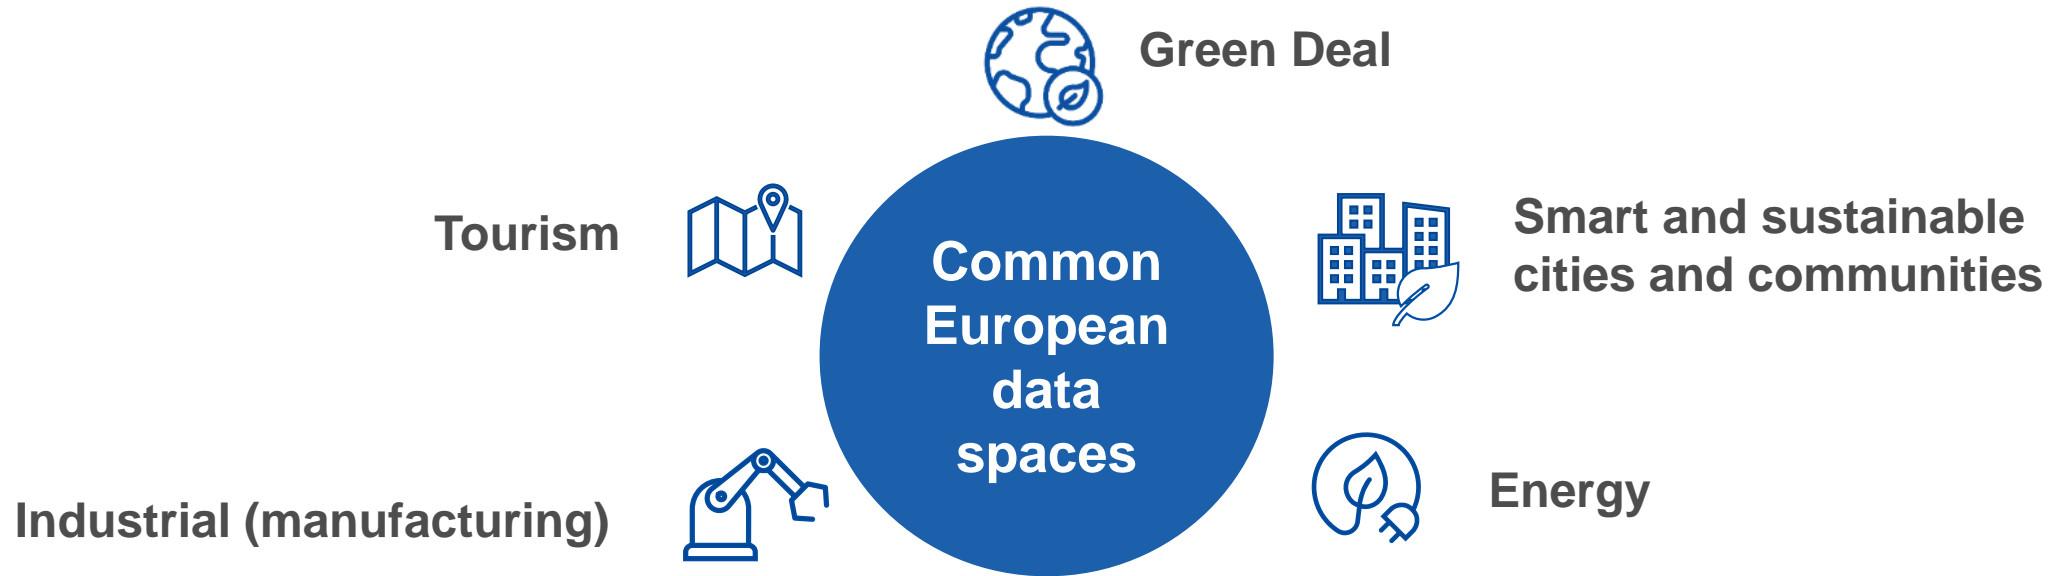 Green Deal
Tourism
Smart and sustainable
cities and communities
Common
European
data
spaces
Industrial (manufacturing)
Energy